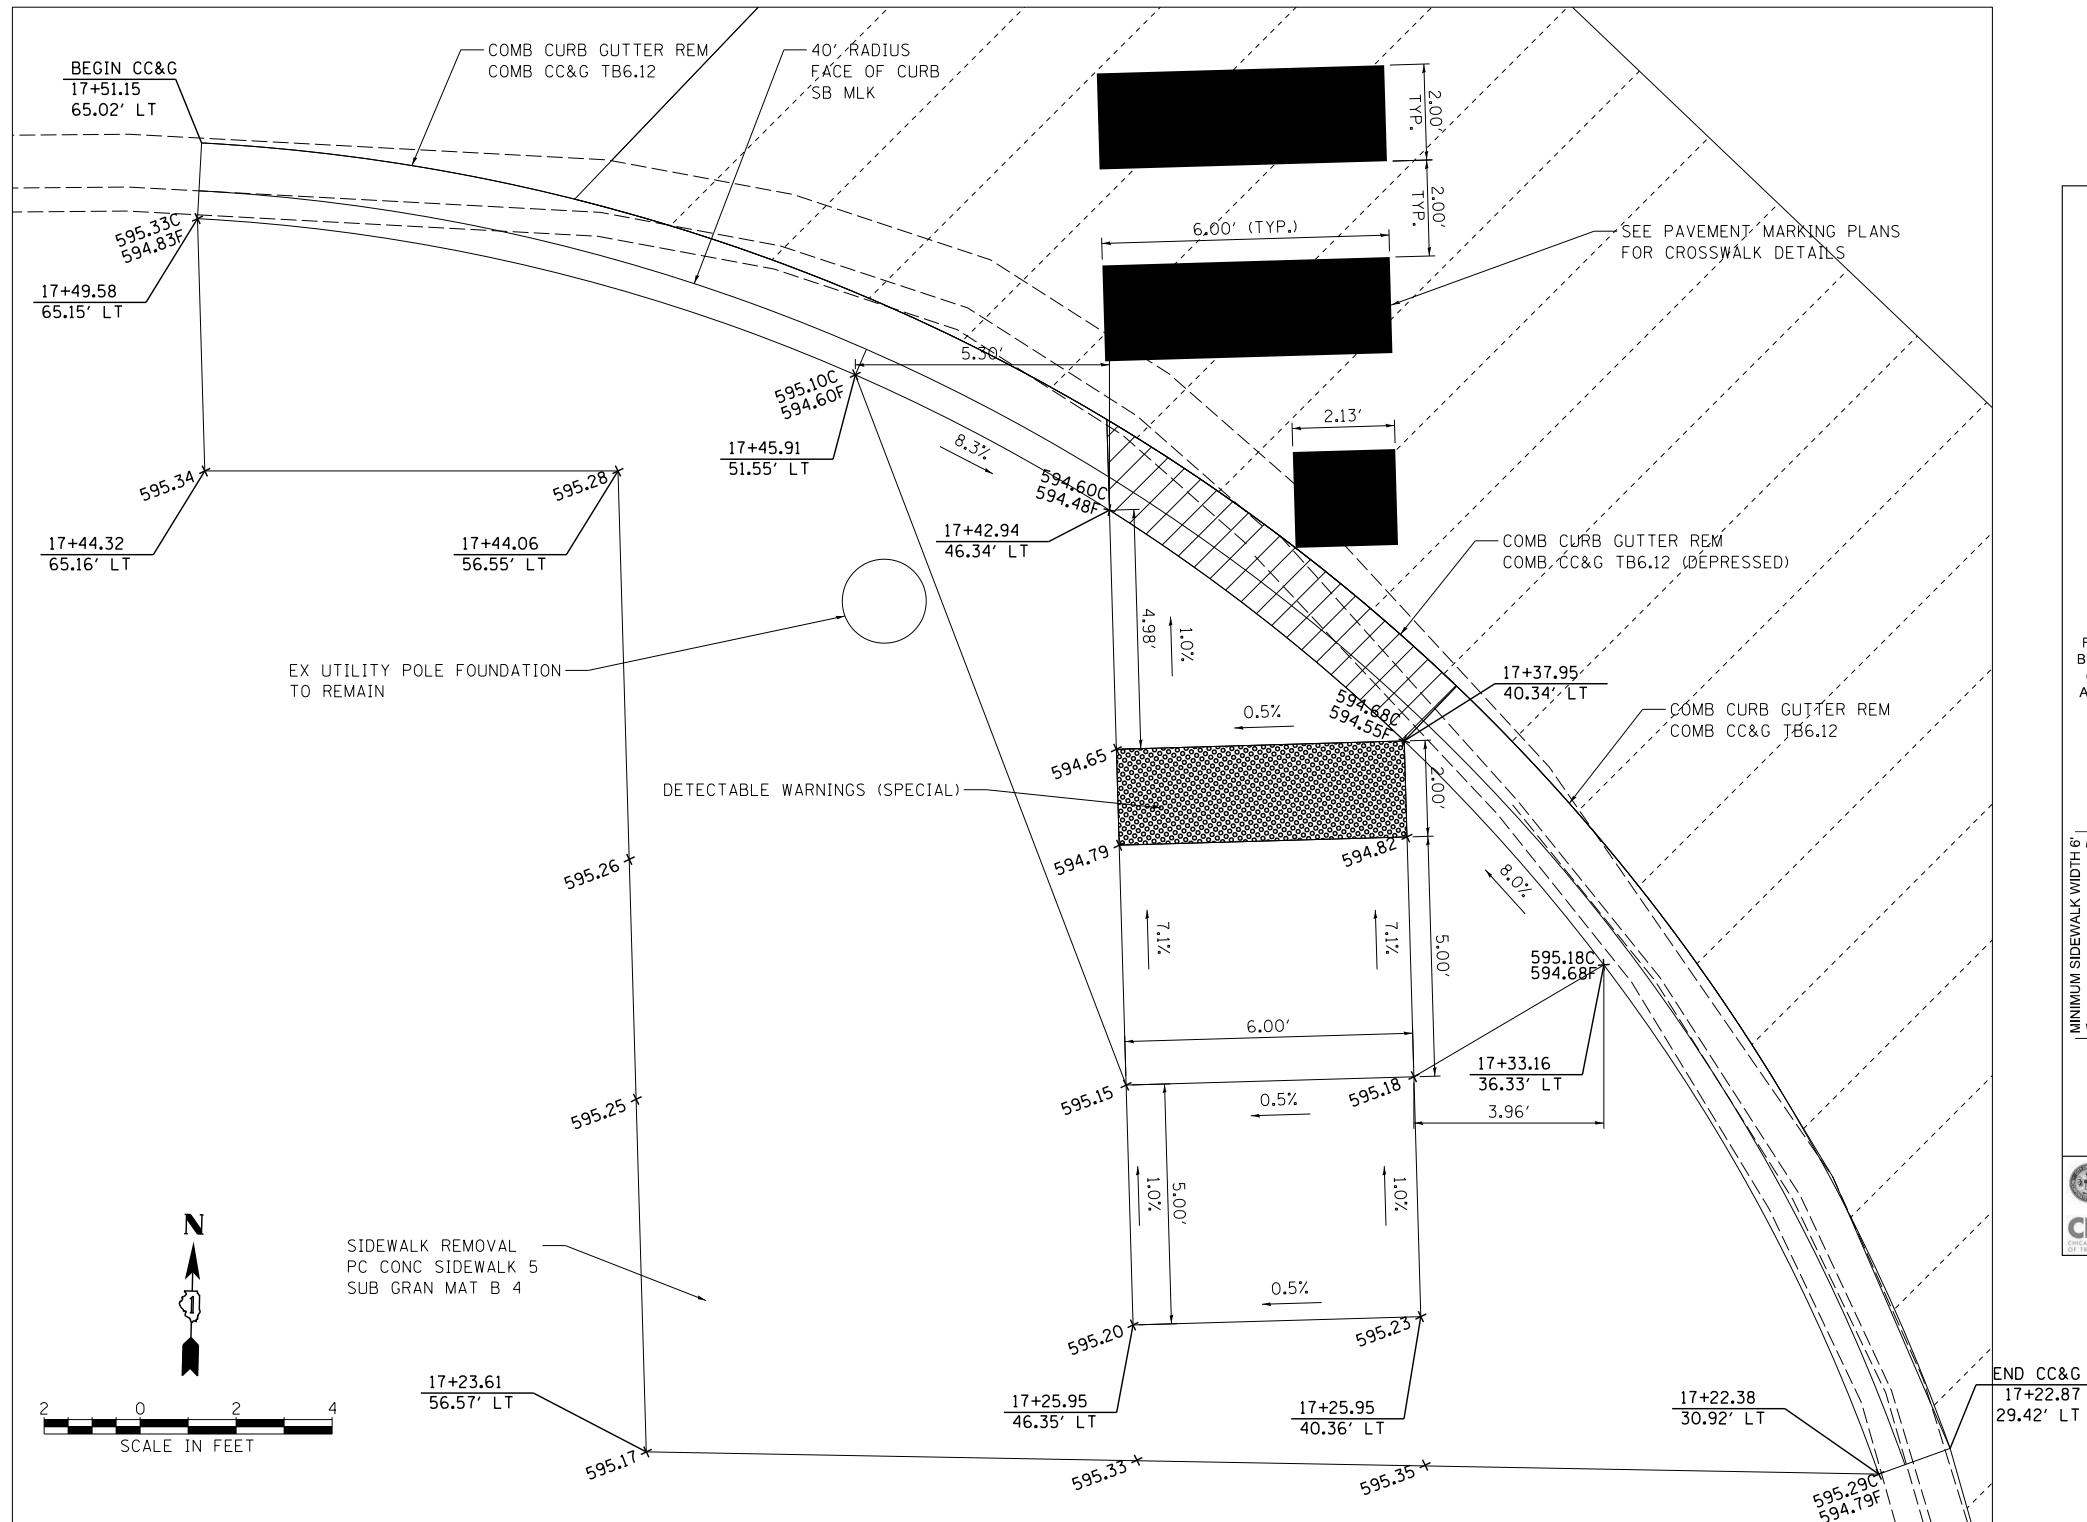 BEGIN CC&G
17+51.15
65.02' LT
COMB CURB GUTTER REM
COMB CC&G TB6.12
40' RADIUS
FACE OF CURB
SB MLK
2.00'
TYP.
2.00'
TYP.
6.00' (TYP.)
SEE PAVEMENT MARKING PLANS
FOR CROSSWALK DETAILS
595.33C
594.83F
17+49.58
65.15' LT
5.30'
595.10C
594.60F
17+45.91
51.55' LT
8.3%
2.13'
595.34
595.28
594.60C
594.48F
17+44.32
65.16' LT
17+44.06
56.55' LT
17+42.94
46.34' LT
COMB CURB GUTTER REM
COMB CC&G TB6.12 (DEPRESSED)
4.98'
1.0%
EX UTILITY POLE FOUNDATION
TO REMAIN
17+37.95
40.34' LT
594.68C
594.55F
0.5%
COMB CURB GUTTER REM
COMB CC&G TB6.12
594.65
DETECTABLE WARNINGS (SPECIAL)
2.00'
594.79
594.82
595.26
8.0%
7.1%
7.1%
5.00'
595.18C
594.68F
6.00'
17+33.16
36.33' LT
595.15
595.18
0.5%
3.96'
595.25
1.0%
5.00'
1.0%
N
1
SIDEWALK REMOVAL
PC CONC SIDEWALK 5
SUB GRAN MAT B 4
0.5%
595.20
595.23
17+23.61
56.57' LT
17+25.95
46.35' LT
17+25.95
40.36' LT
17+22.38
30.92' LT
END CC&G
17+22.87
29.42' LT
2 0 2 4
SCALE IN FEET
595.17
595.33
595.35
595.29C
594.79F
MINIMUM SIDEWALK WIDTH 6'